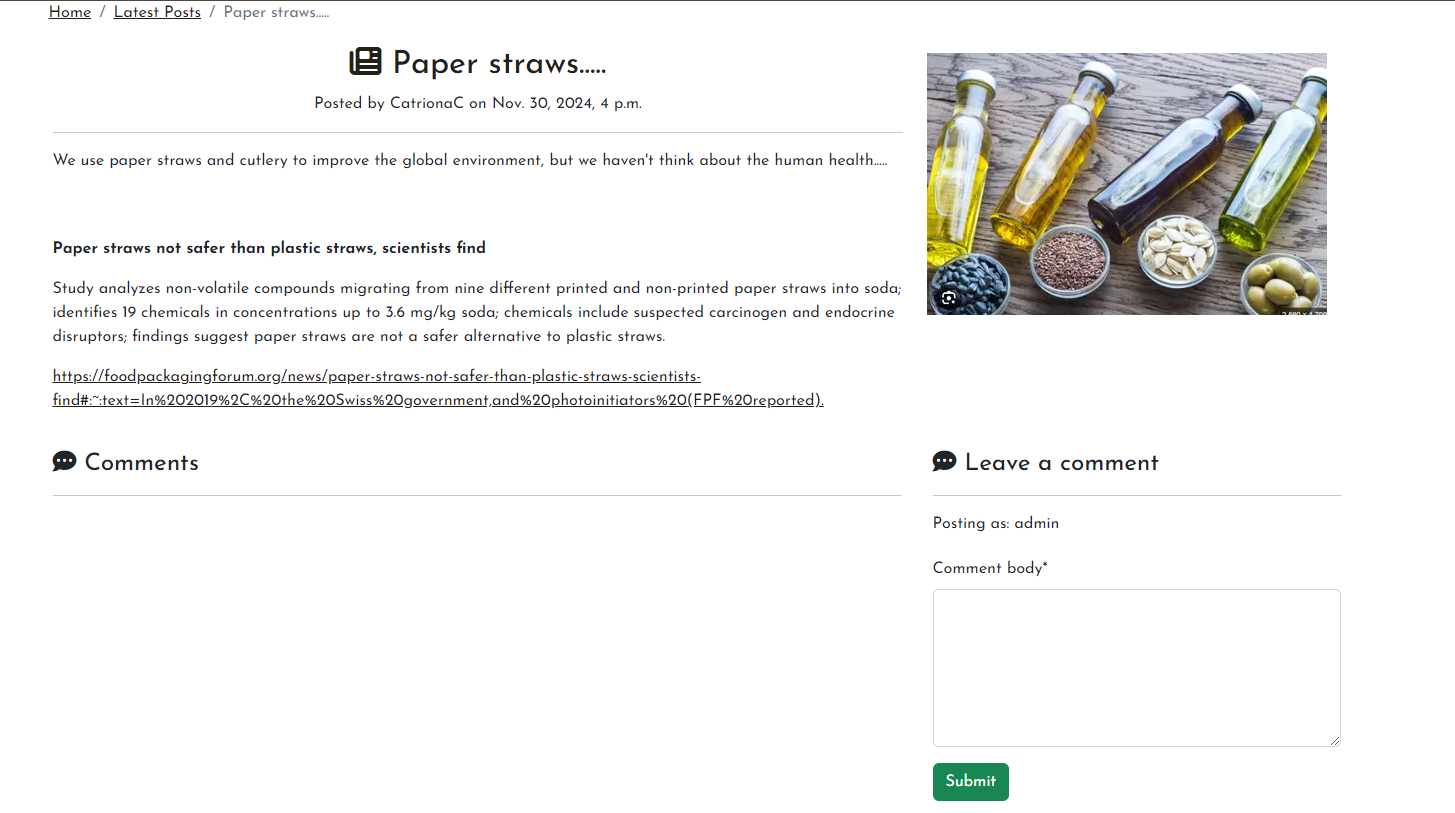 Home / Latest Posts / Paper straws.....
Paper straws.....
Posted by CatrionaC on Nov. 30, 2024, 4 p.m.
We use paper straws and cutlery to improve the global environment, but we haven't think about the human health.....
Paper straws not safer than plastic straws, scientists find
Study analyzes non-volatile compounds migrating from nine different printed and non-printed paper straws into soda;
identifies 19 chemicals in concentrations up to 3.6 mg/kg soda; chemicals include suspected carcinogen and endocrine
disruptors; findings suggest paper straws are not a safer alternative to plastic straws.
https://foodpackagingforum.org/news/paper-straws-not-safer-than-plastic-straws-scientists-
find#:~:text=In%202019%2C%20the%20Swiss%20government,and%20photoinitiators%20(FPF%20reported).
Comments
Leave a comment
Posting as: admin
Comment body*
Submit